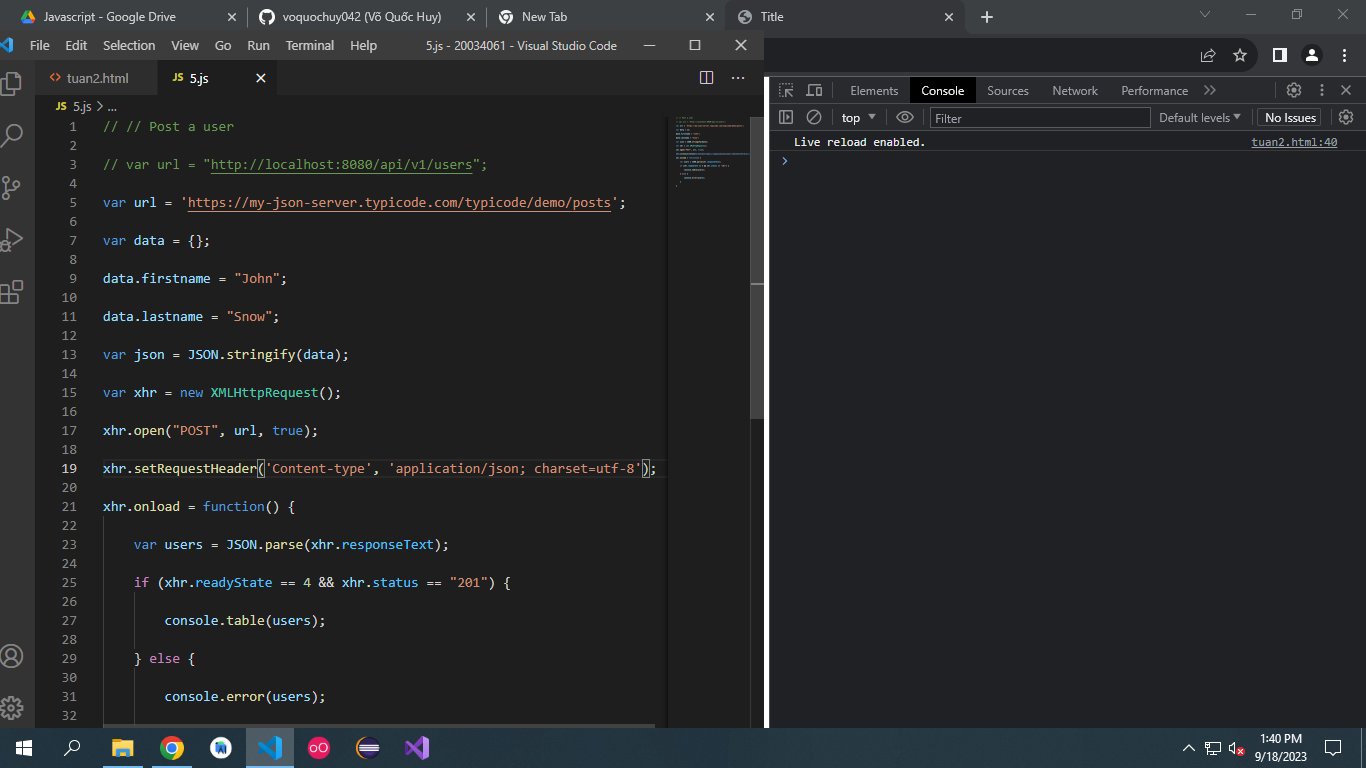 Javascript - Google Drive
voquochuy042 (Võ Quốc Huy)
New Tab
Title
File Edit Selection View Go Run Terminal Help 5.js - 20034061 - Visual Studio Code
tuan2.html
JS 5.js
JS 5.js > ...
1 // // Post a user
2
3 // var url = "http://localhost:8080/api/v1/users";
4
5 var url = 'https://my-json-server.typicode.com/typicode/demo/posts';
6
7 var data = {};
8
9 data.firstname = "John";
10
11 data.lastname = "Snow";
12
13 var json = JSON.stringify(data);
14
15 var xhr = new XMLHttpRequest();
16
17 xhr.open("POST", url, true);
18
19 xhr.setRequestHeader('Content-type', 'application/json; charset=utf-8');
20
21 xhr.onload = function() {
22
23 var users = JSON.parse(xhr.responseText);
24
25 if (xhr.readyState == 4 && xhr.status == "201") {
26
27 console.table(users);
28
29 } else {
30
31 console.error(users);
32
Elements Console Sources Network Performance
top Filter Default levels No Issues
Live reload enabled. tuan2.html:40
1:40 PM
9/18/2023